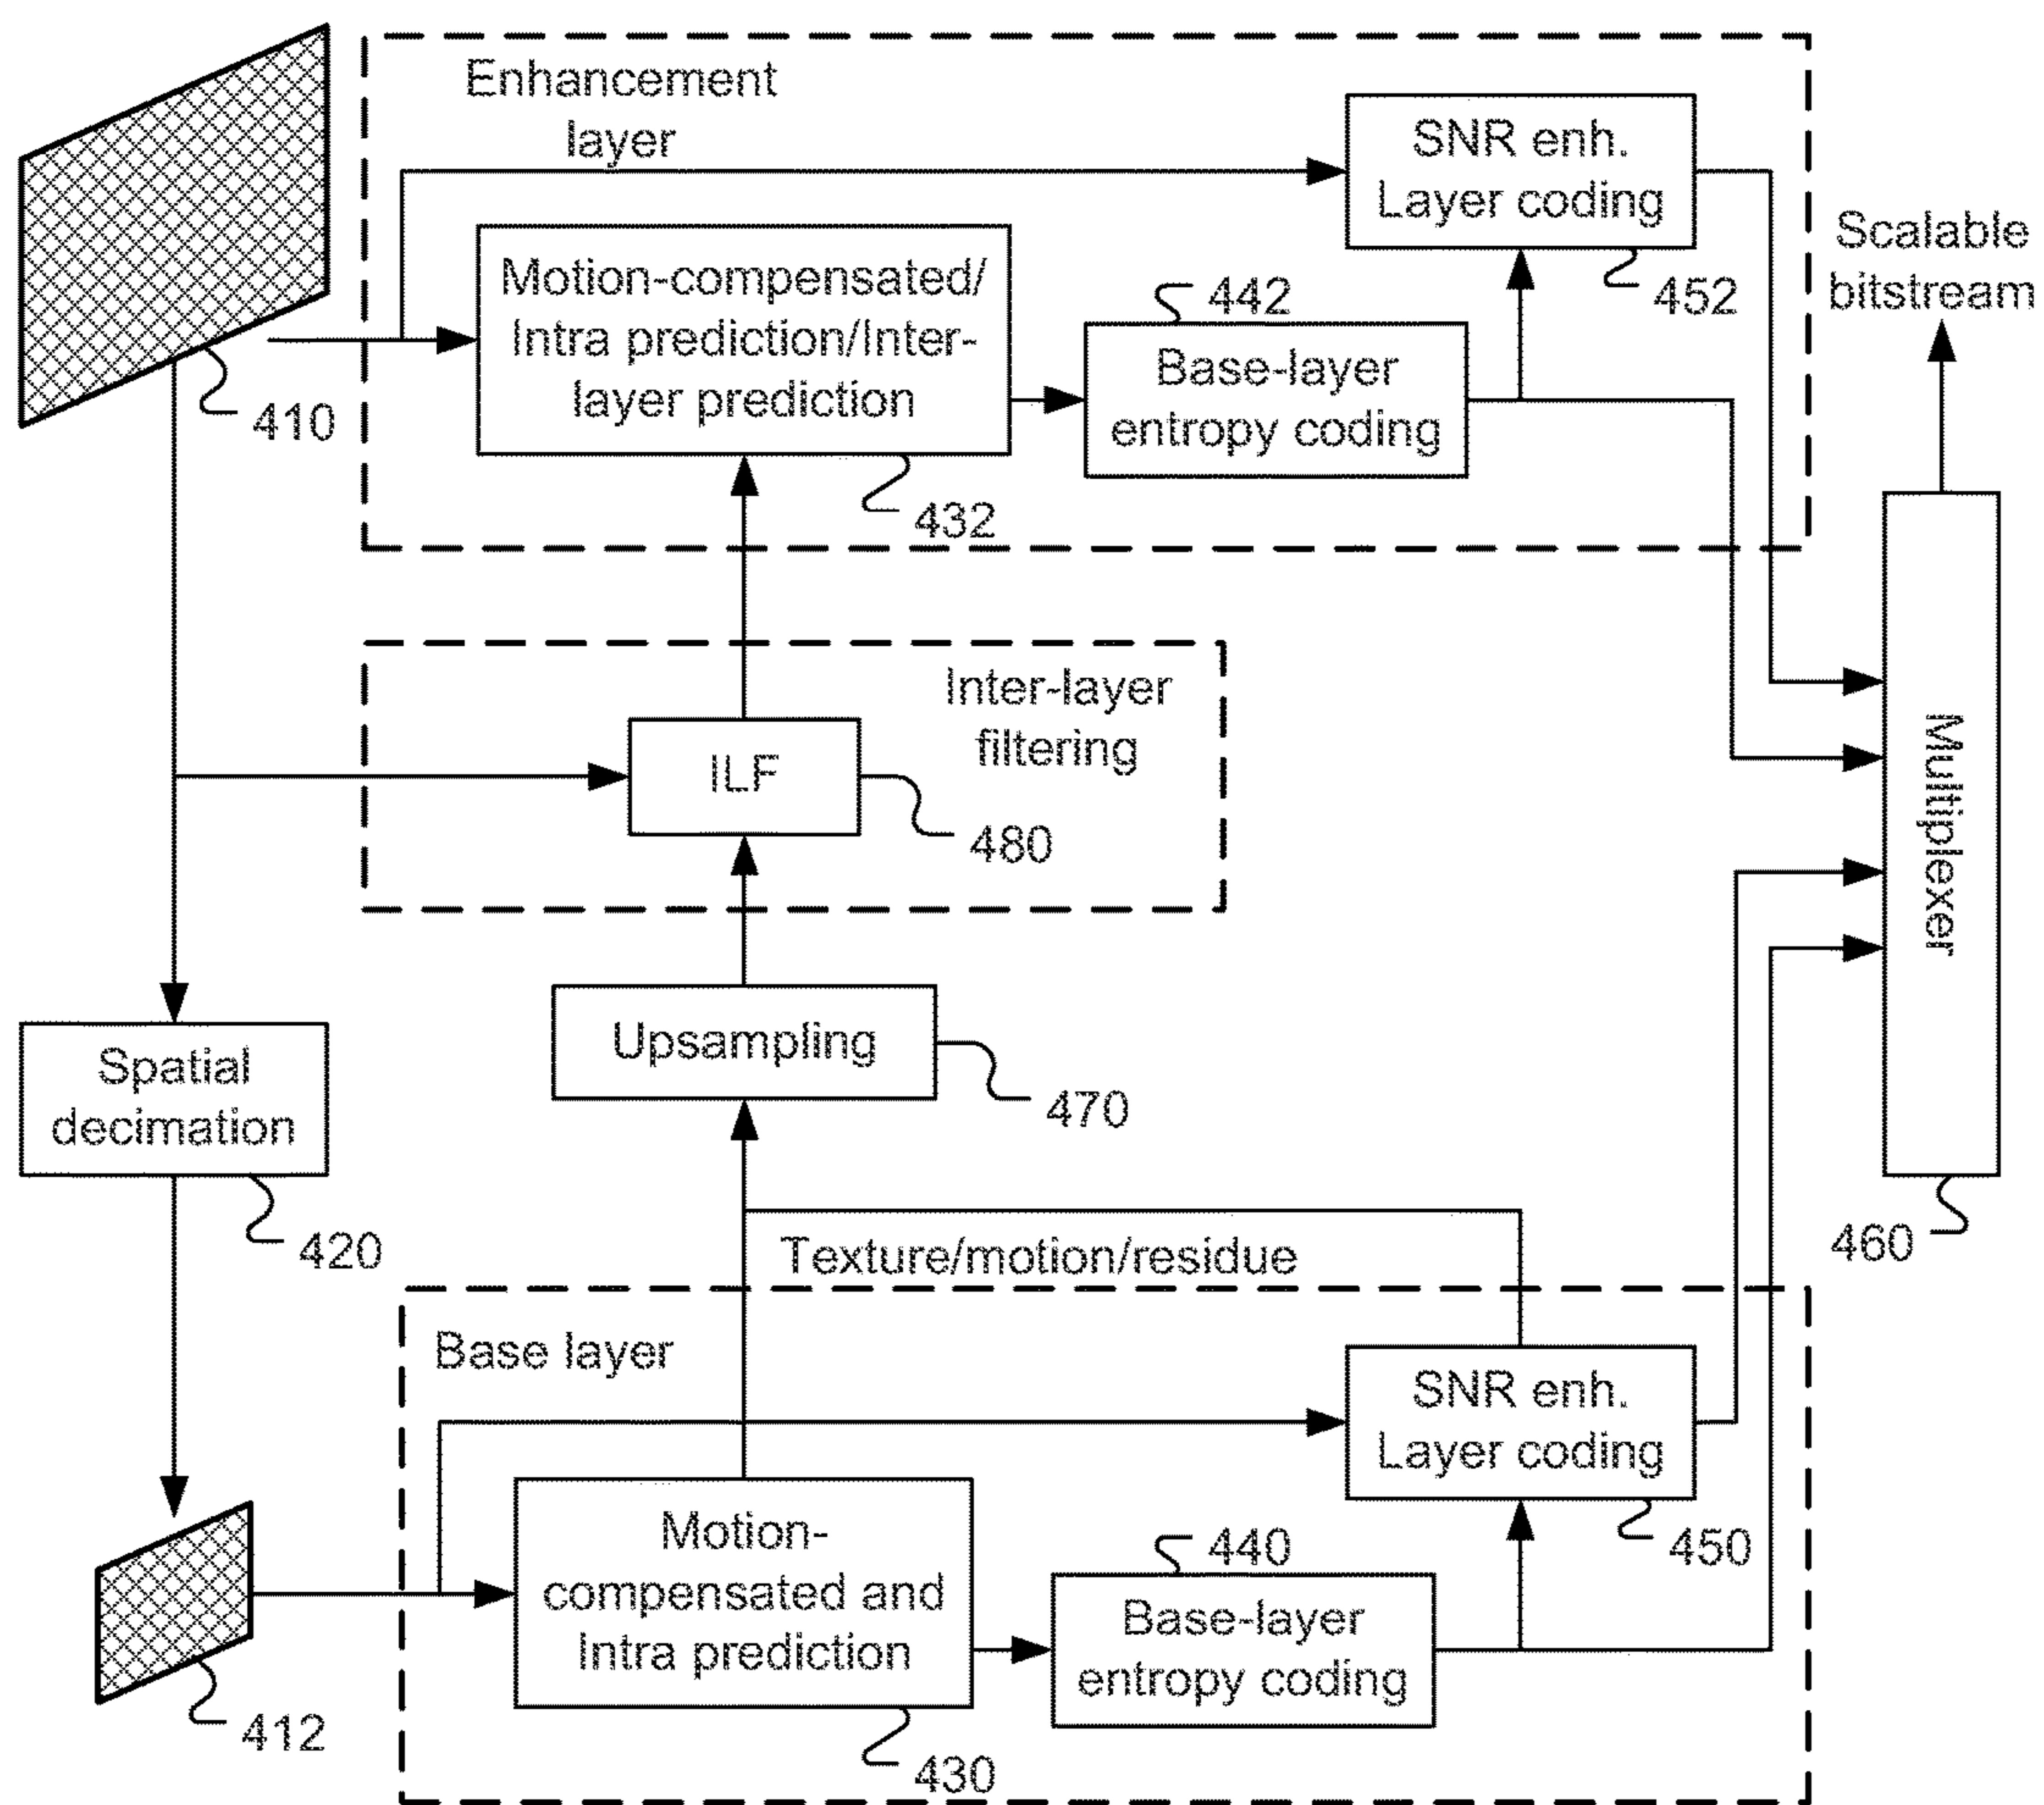 Enhancement
layer
SNR enh.
Layer coding
452
Scalable
bitstream
Motion-compensated/
Intra prediction/Inter-
layer prediction
432
442
Base-layer
entropy coding
410
Inter-layer
filtering
ILF
480
Multiplexer
460
Upsampling
470
Spatial
decimation
420
Texture/motion/residue
Base layer
SNR enh.
Layer coding
450
Motion-
compensated and
Intra prediction
430
440
Base-layer
entropy coding
412